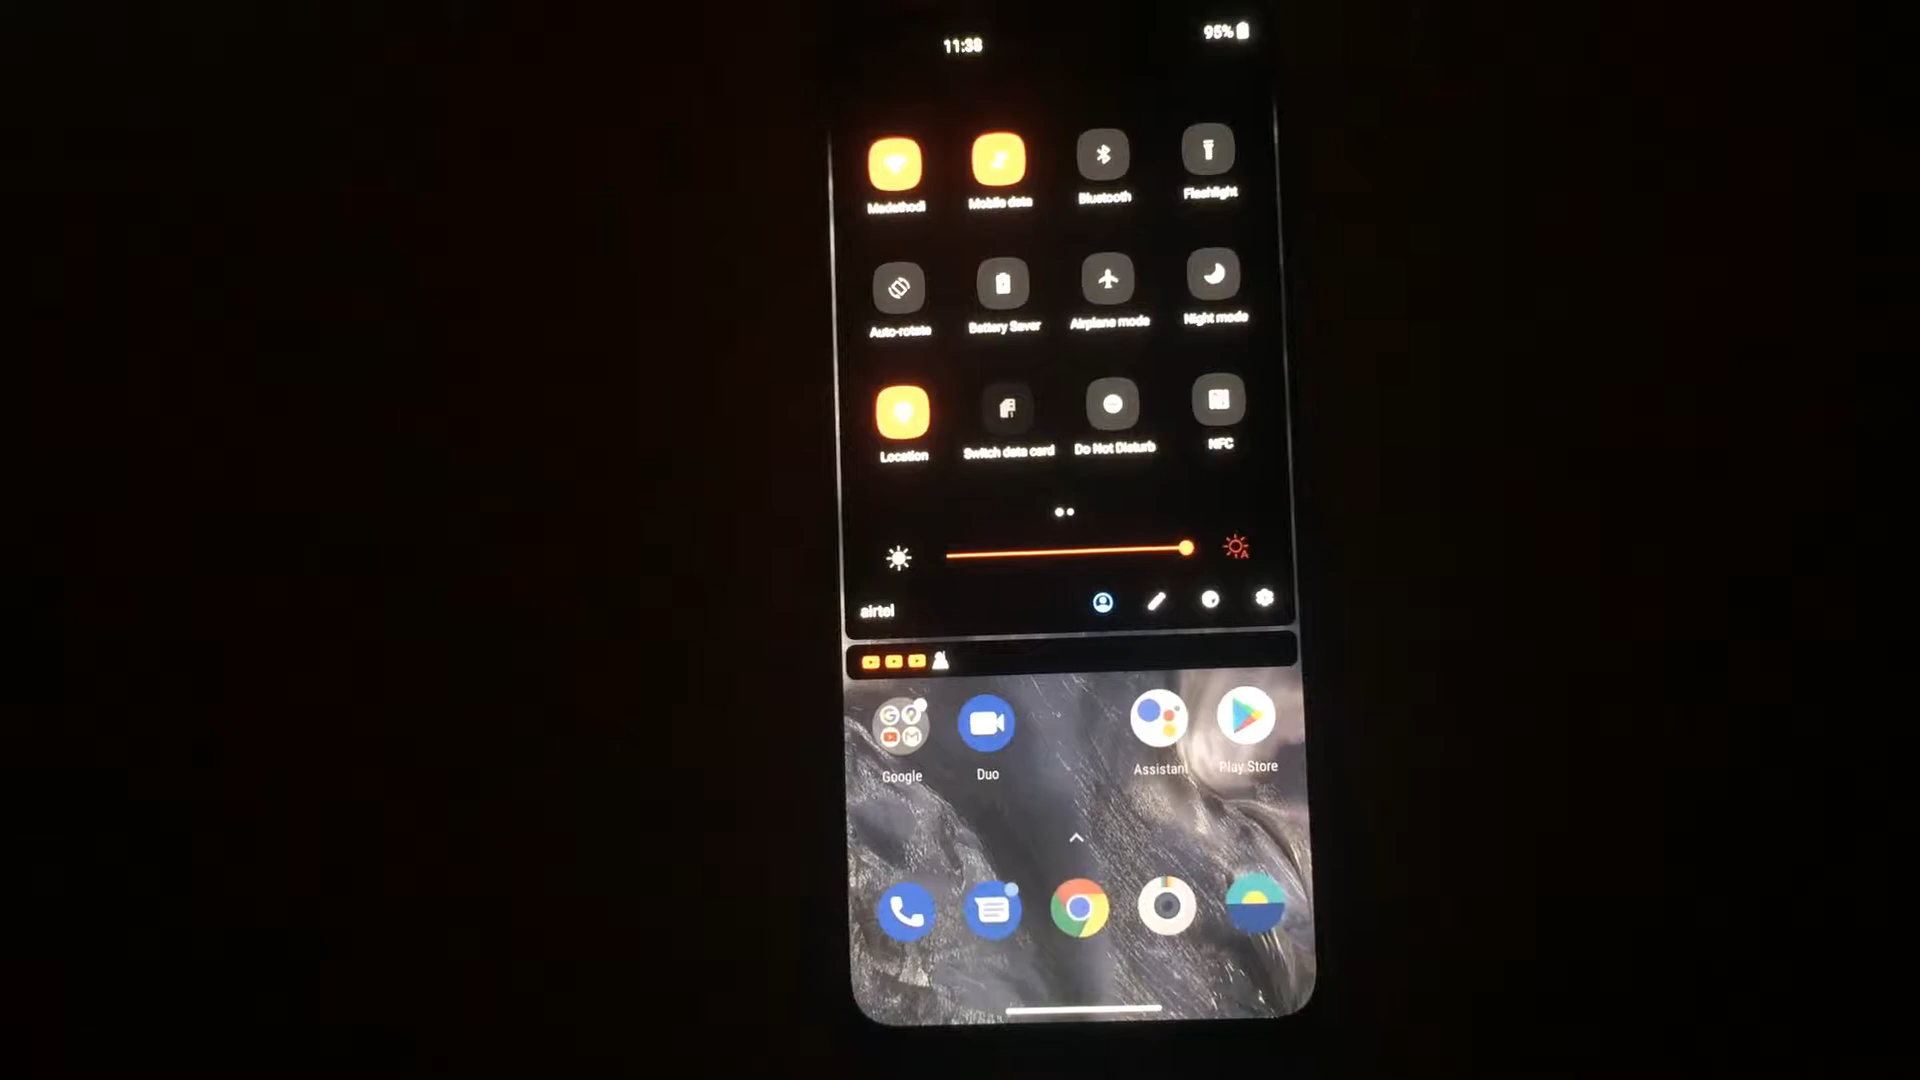 11:38 95%
Madathodi Mobile data Bluetooth Flashlight
Auto-rotate Battery Saver Airplane mode Night mode
Location Switch data card Do Not Disturb NFC
airtel
Google Duo Assistant Play Store